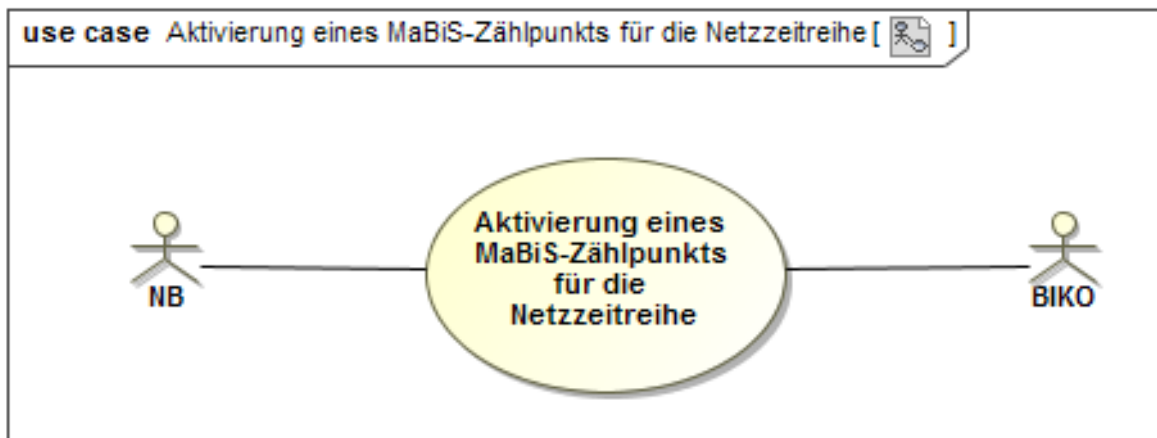 use case Aktivierung eines MaBiS-Zählpunkts für die Netzzeitreihe [ ]
Aktivierung eines
MaBiS-Zählpunkts
für die
Netzzeitreihe
NB
BIKO